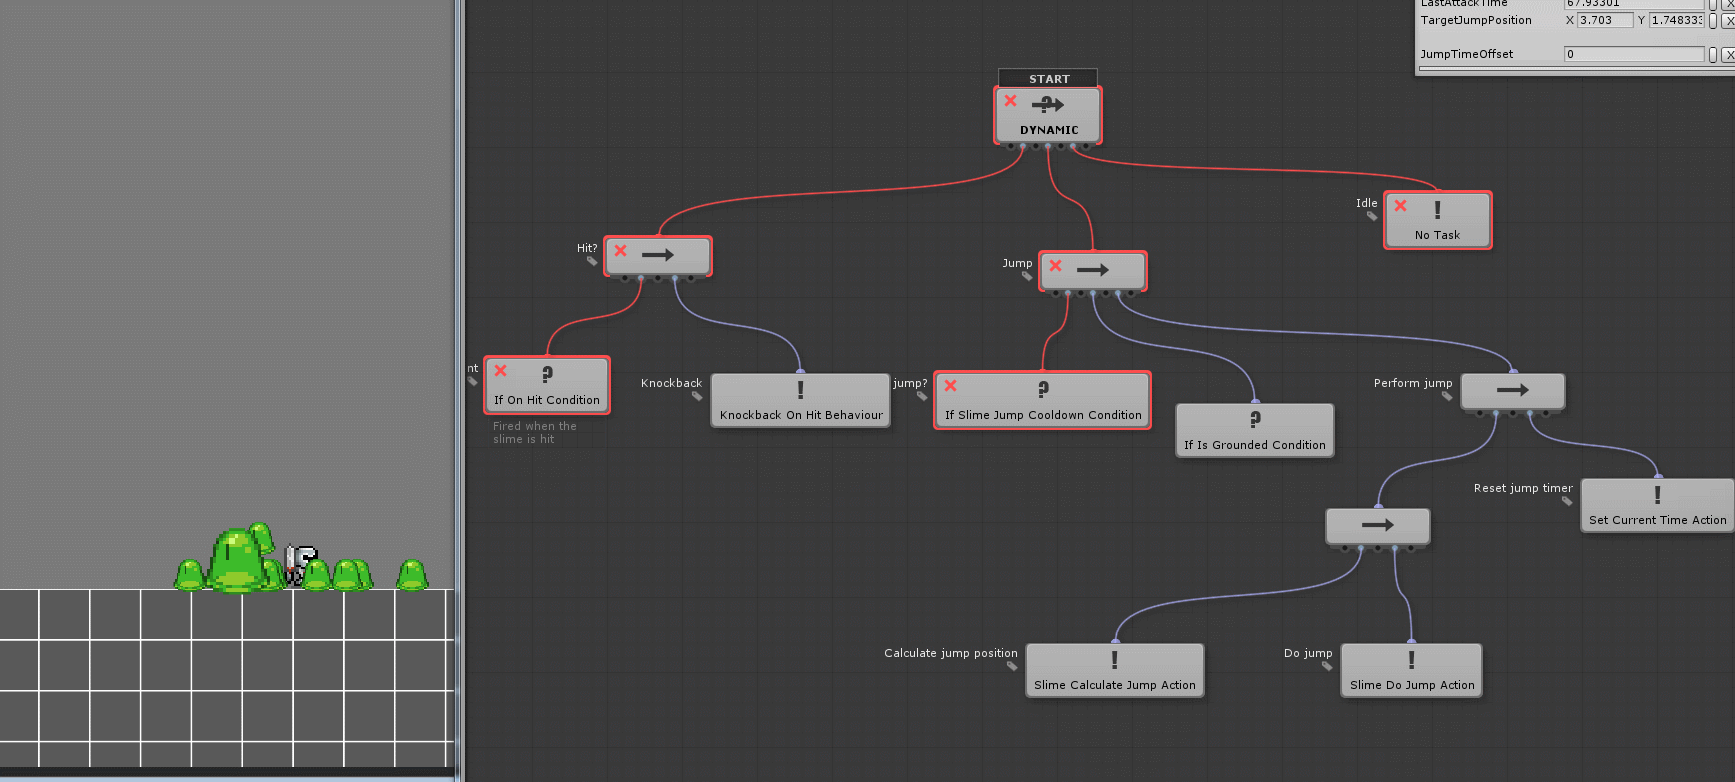 LastAttackTime 67.93301
TargetJumpPosition X 3.703 Y 1.748333 X
JumpTimeOffset 0 X
START
? DYNAMIC
Idle
!
No Task
Hit?
Jump
nt
?
If On Hit Condition
Fired when the
slime is hit
Knockback
!
Knockback On Hit Behaviour
jump?
?
If Slime Jump Cooldown Condition
?
If Is Grounded Condition
Perform jump
Reset jump timer
!
Set Current Time Action
Calculate jump position
!
Slime Calculate Jump Action
Do jump
!
Slime Do Jump Action